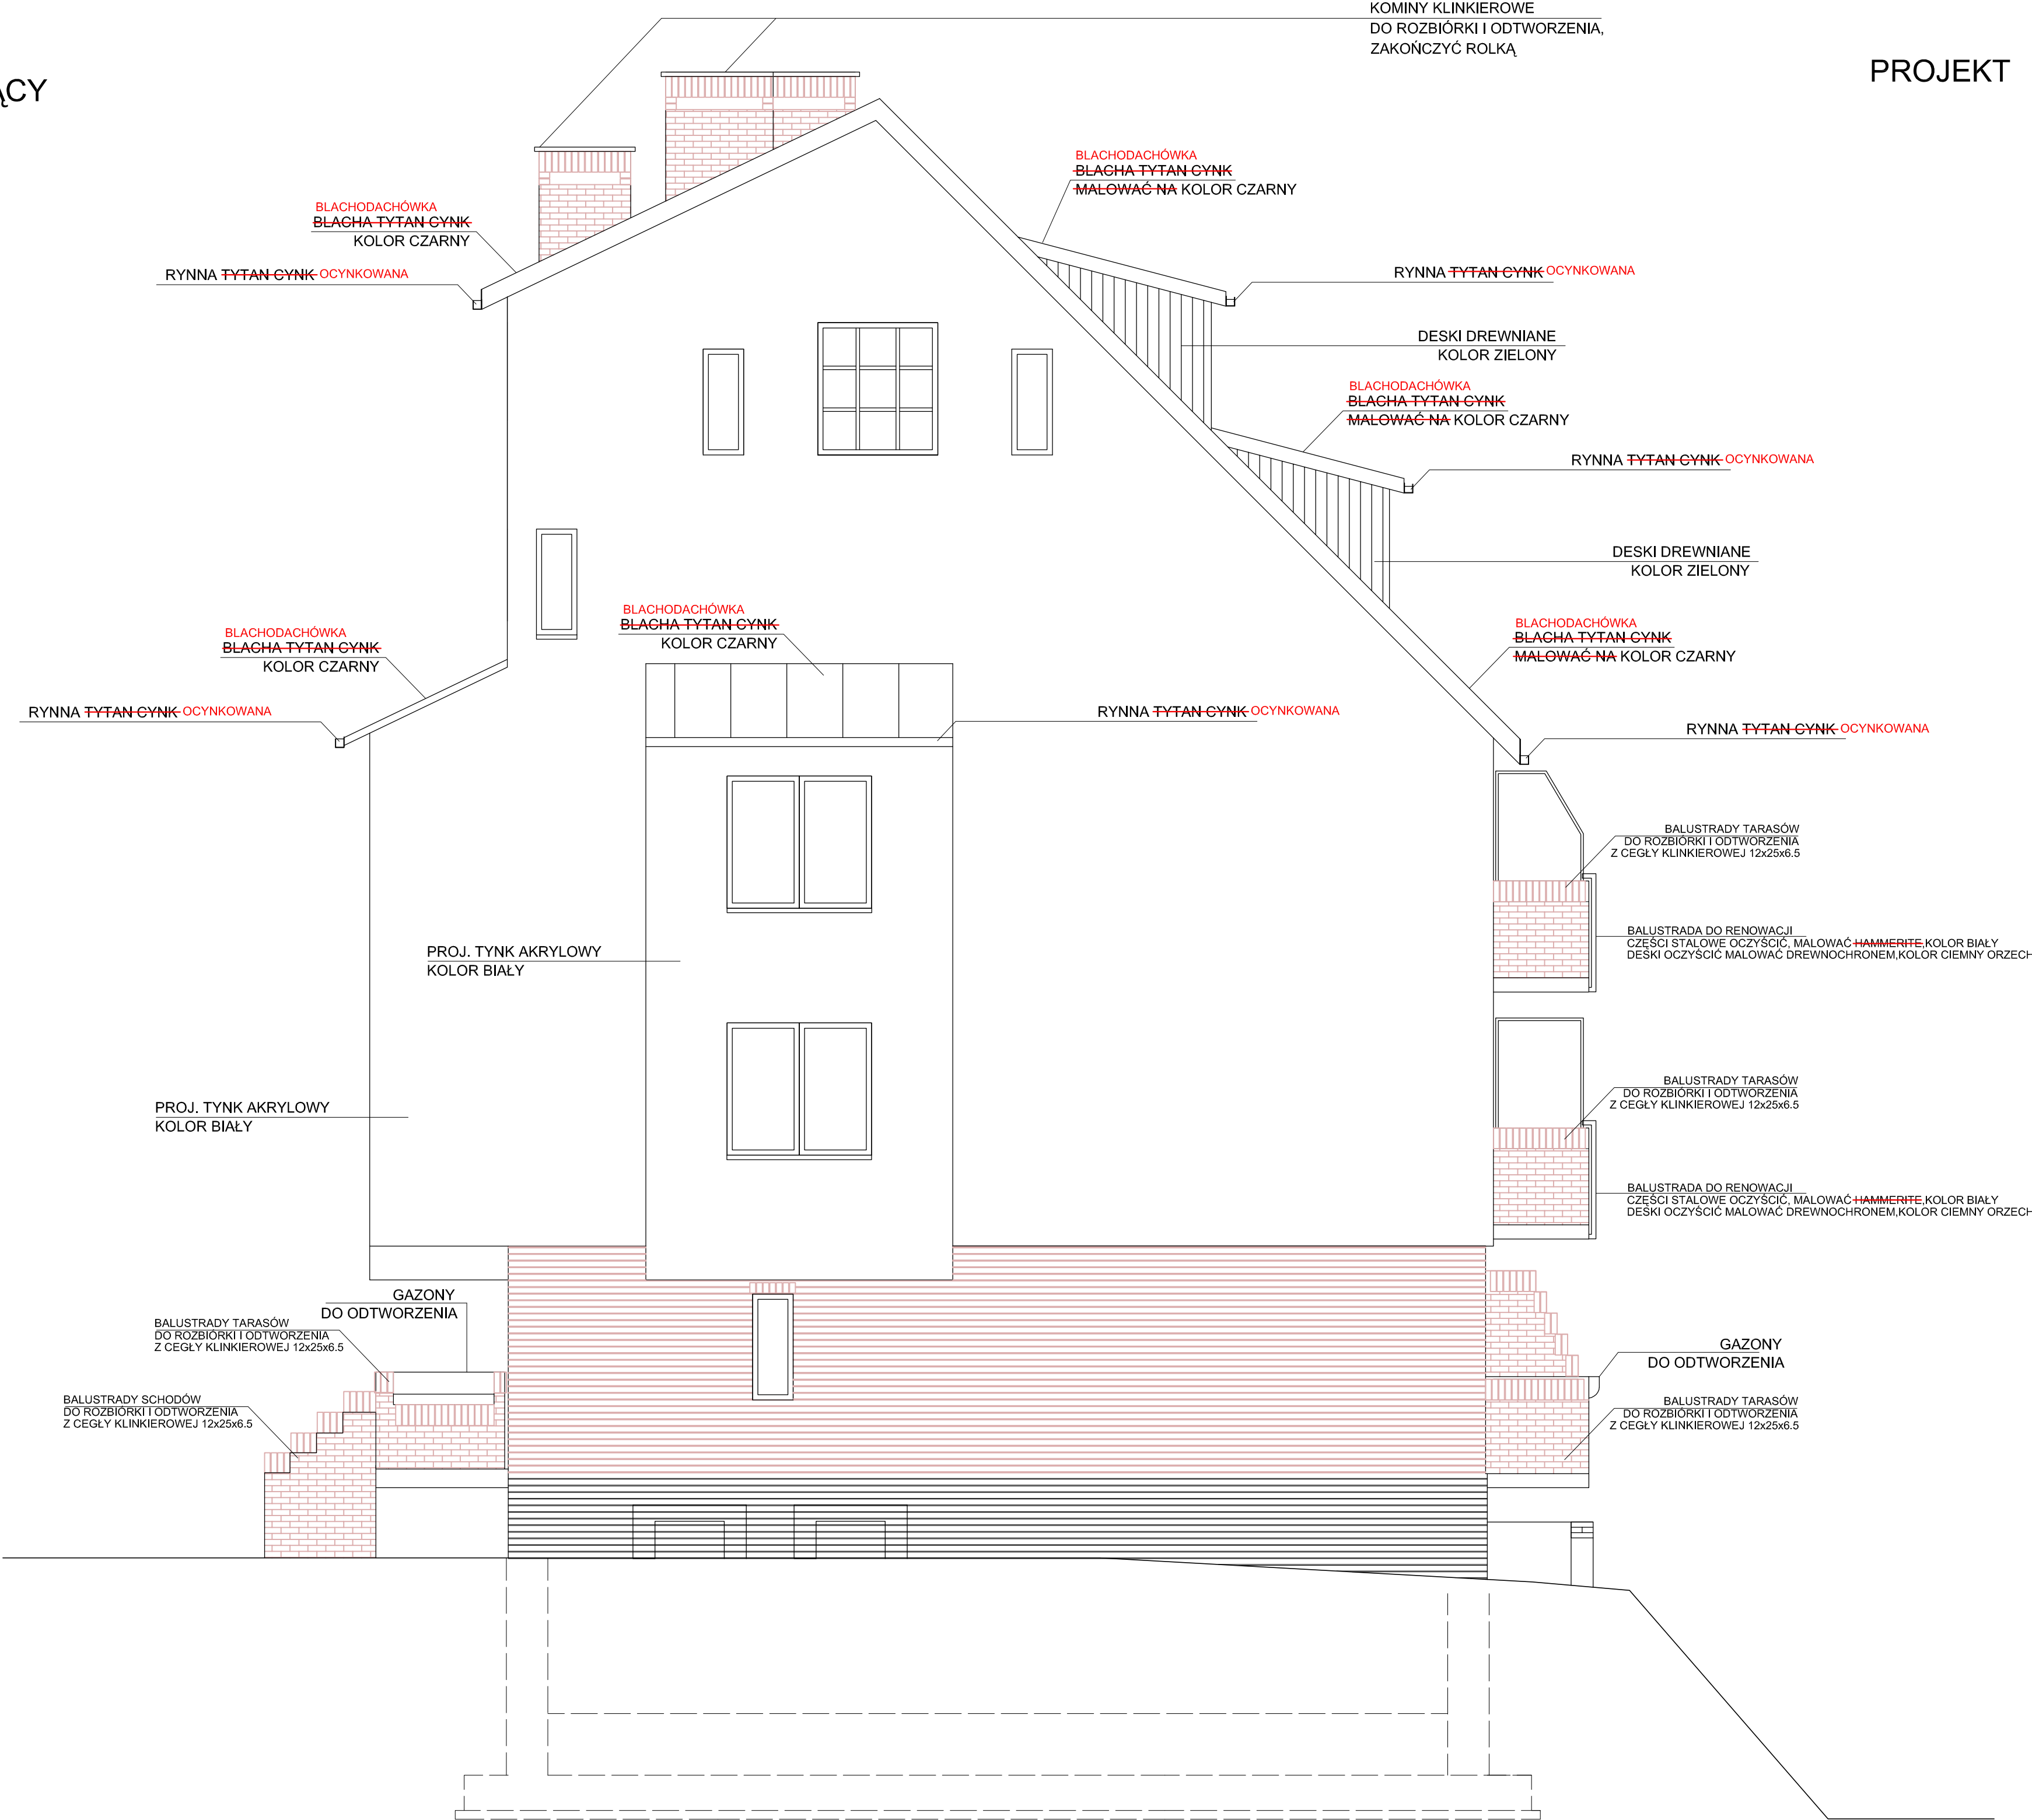 KOMINY KLINKIEROWE
DO ROZBIÓRKI I ODTWORZENIA,
ZAKOŃCZYĆ ROLKĄ
PROJEKT
ĄCY
BLACHODACHÓWKA
BLACHA TYTAN CYNK
MALOWAĆ NA KOLOR CZARNY
BLACHODACHÓWKA
BLACHA TYTAN CYNK
KOLOR CZARNY
RYNNA TYTAN CYNK OCYNKOWANA
RYNNA TYTAN CYNK OCYNKOWANA
DESKI DREWNIANE
KOLOR ZIELONY
BLACHODACHÓWKA
BLACHA TYTAN CYNK
MALOWAĆ NA KOLOR CZARNY
RYNNA TYTAN CYNK OCYNKOWANA
DESKI DREWNIANE
KOLOR ZIELONY
BLACHODACHÓWKA
BLACHA TYTAN CYNK
KOLOR CZARNY
BLACHODACHÓWKA
BLACHA TYTAN CYNK
KOLOR CZARNY
BLACHODACHÓWKA
BLACHA TYTAN CYNK
MALOWAĆ NA KOLOR CZARNY
RYNNA TYTAN CYNK OCYNKOWANA
RYNNA TYTAN CYNK OCYNKOWANA
RYNNA TYTAN CYNK OCYNKOWANA
BALUSTRADY TARASÓW
DO ROZBIÓRKI I ODTWORZENIA
Z CEGŁY KLINKIEROWEJ 12x25x6.5
BALUSTRADA DO RENOWACJI
CZĘŚCI STALOWE OCZYŚCIĆ, MALOWAĆ HAMMERITE,KOLOR BIAŁY
DESKI OCZYŚCIĆ MALOWAĆ DREWNOCHRONEM,KOLOR CIEMNY ORZECH
PROJ. TYNK AKRYLOWY
KOLOR BIAŁY
BALUSTRADY TARASÓW
DO ROZBIÓRKI I ODTWORZENIA
Z CEGŁY KLINKIEROWEJ 12x25x6.5
PROJ. TYNK AKRYLOWY
KOLOR BIAŁY
BALUSTRADA DO RENOWACJI
CZĘŚCI STALOWE OCZYŚCIĆ, MALOWAĆ HAMMERITE,KOLOR BIAŁY
DESKI OCZYŚCIĆ MALOWAĆ DREWNOCHRONEM,KOLOR CIEMNY ORZECH
GAZONY
DO ODTWORZENIA
BALUSTRADY TARASÓW
DO ROZBIÓRKI I ODTWORZENIA
Z CEGŁY KLINKIEROWEJ 12x25x6.5
GAZONY
DO ODTWORZENIA
BALUSTRADY SCHODÓW
DO ROZBIÓRKI I ODTWORZENIA
Z CEGŁY KLINKIEROWEJ 12x25x6.5
BALUSTRADY TARASÓW
DO ROZBIÓRKI I ODTWORZENIA
Z CEGŁY KLINKIEROWEJ 12x25x6.5